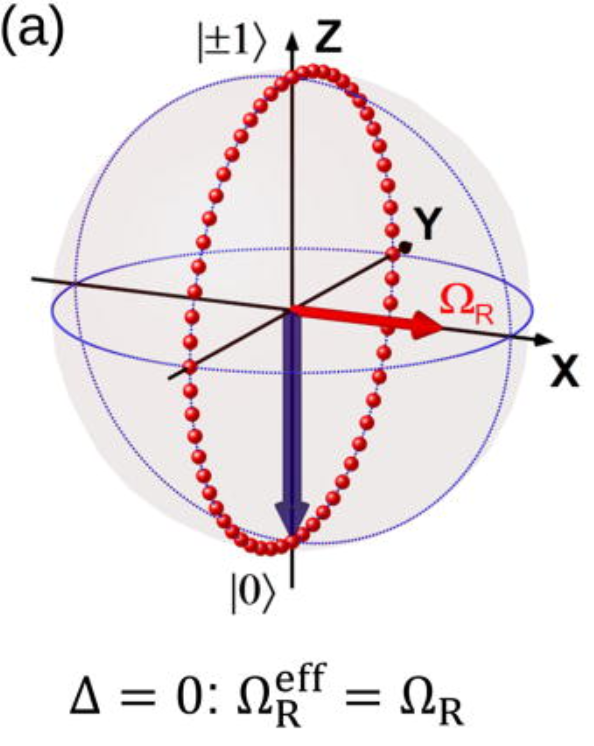 (a)
|±1⟩ Z
Y
Ω_R
X
|0⟩
Δ = 0: Ω_R^eff = Ω_R